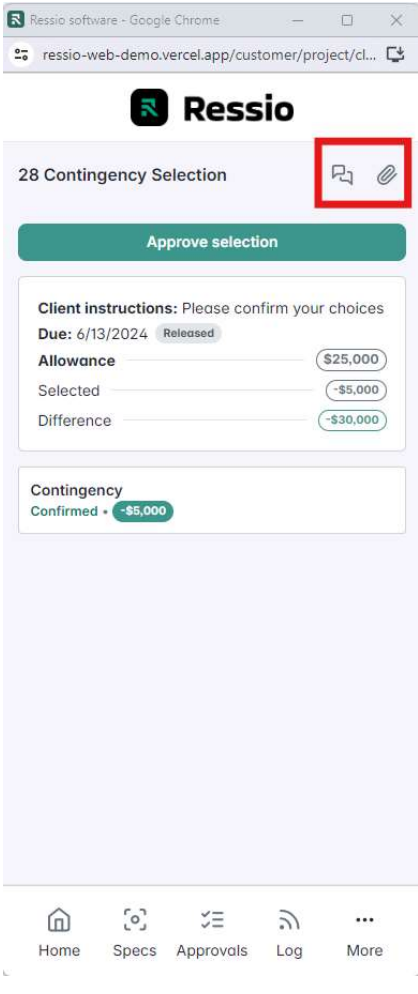 Ressio software - Google Chrome
ressio-web-demo.vercel.app/customer/project/cl...
Ressio
28 Contingency Selection
Approve selection
Client instructions: Please confirm your choices
Due: 6/13/2024 Released
Allowance $25,000
Selected -$5,000
Difference -$30,000
Contingency
Confirmed • -$5,000
Home Specs Approvals Log More